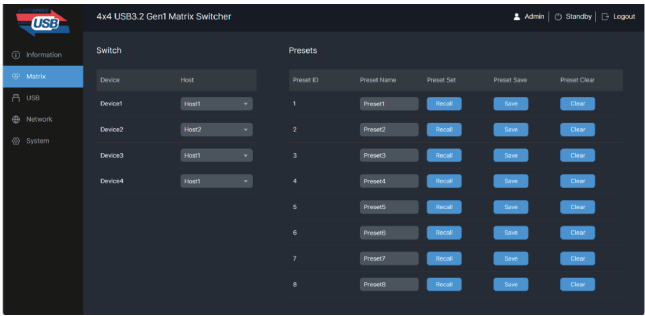 USB
4x4 USB3.2 Gen1 Matrix Switcher
Admin Standby Logout
Information
Matrix
USB
Network
System
Switch
Device Host
Device1 Host1
Device2 Host2
Device3 Host1
Device4 Host1
Presets
Preset ID Preset Name Preset Set Preset Save Preset Clear
1 Preset1 Recall Save Clear
2 Preset2 Recall Save Clear
3 Preset3 Recall Save Clear
4 Preset4 Recall Save Clear
5 Preset5 Recall Save Clear
6 Preset6 Recall Save Clear
7 Preset7 Recall Save Clear
8 Preset8 Recall Save Clear